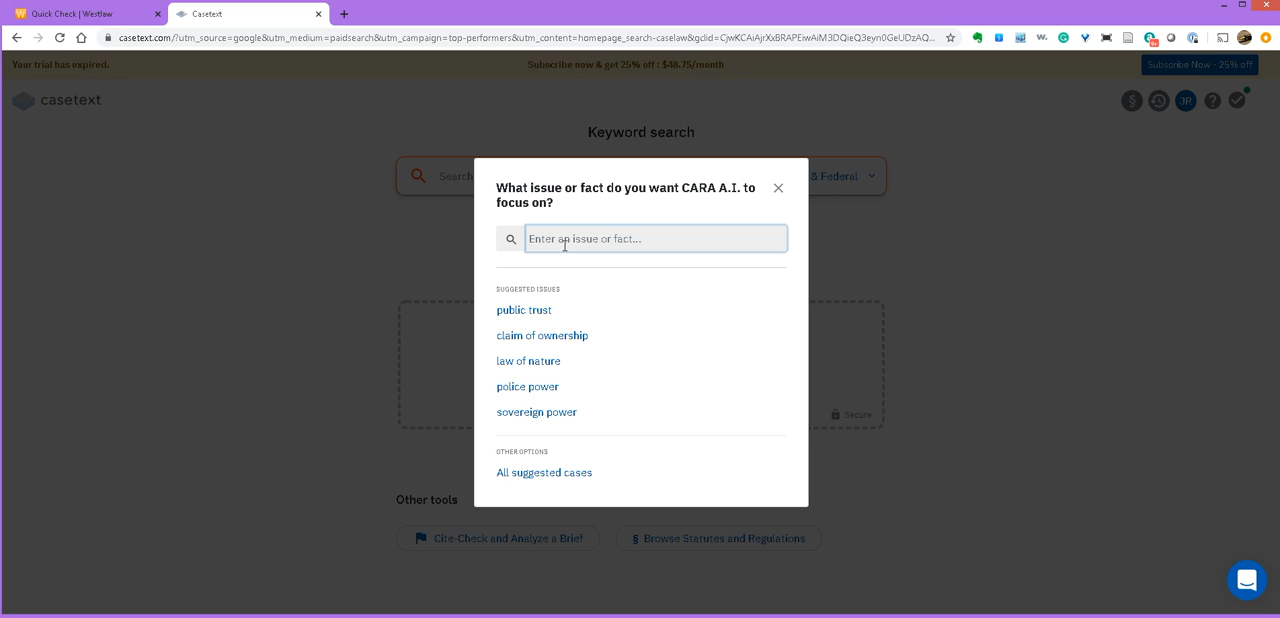 Quick Check | Westlaw
Casetext
casetext.com/?utm_source=google&utm_medium=paidsearch&utm_campaign=top-performers&utm_content=homepage_search-caselaw&gclid=CjwKCAiAjrXxBRAPEiwAiM3DQieQ3eyn0GeUDzAQ...
Your trial has expired.
Subscribe now & get 25% off : $48.75/month
Subscribe Now - 25% off
casetext
JR
Keyword search
Search
& Federal
What issue or fact do you want CARA A.I. to
focus on?
Enter an issue or fact...
SUGGESTED ISSUES
public trust
claim of ownership
law of nature
police power
sovereign power
Secure
OTHER OPTIONS
All suggested cases
Other tools
Cite-Check and Analyze a Brief
§ Browse Statutes and Regulations